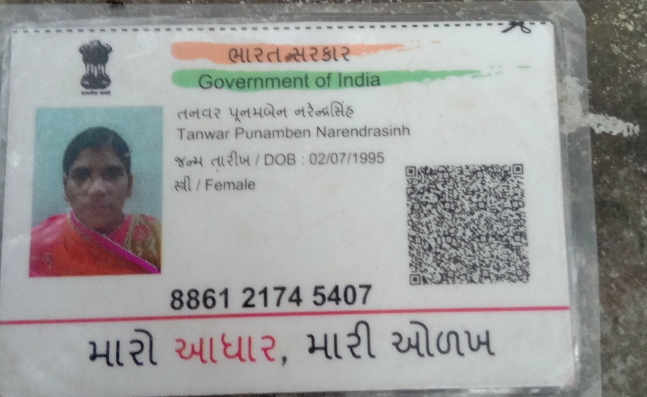 ભારત સરકાર
Government of India
તનવર પૂનમબેન નરેન્દ્રસિંહ
Tanwar Punamben Narendrasinh
જન્મ તારીખ / DOB : 02/07/1995
સ્ત્રી / Female
8861 2174 5407
મારો આધાર, મારી ઓળખ